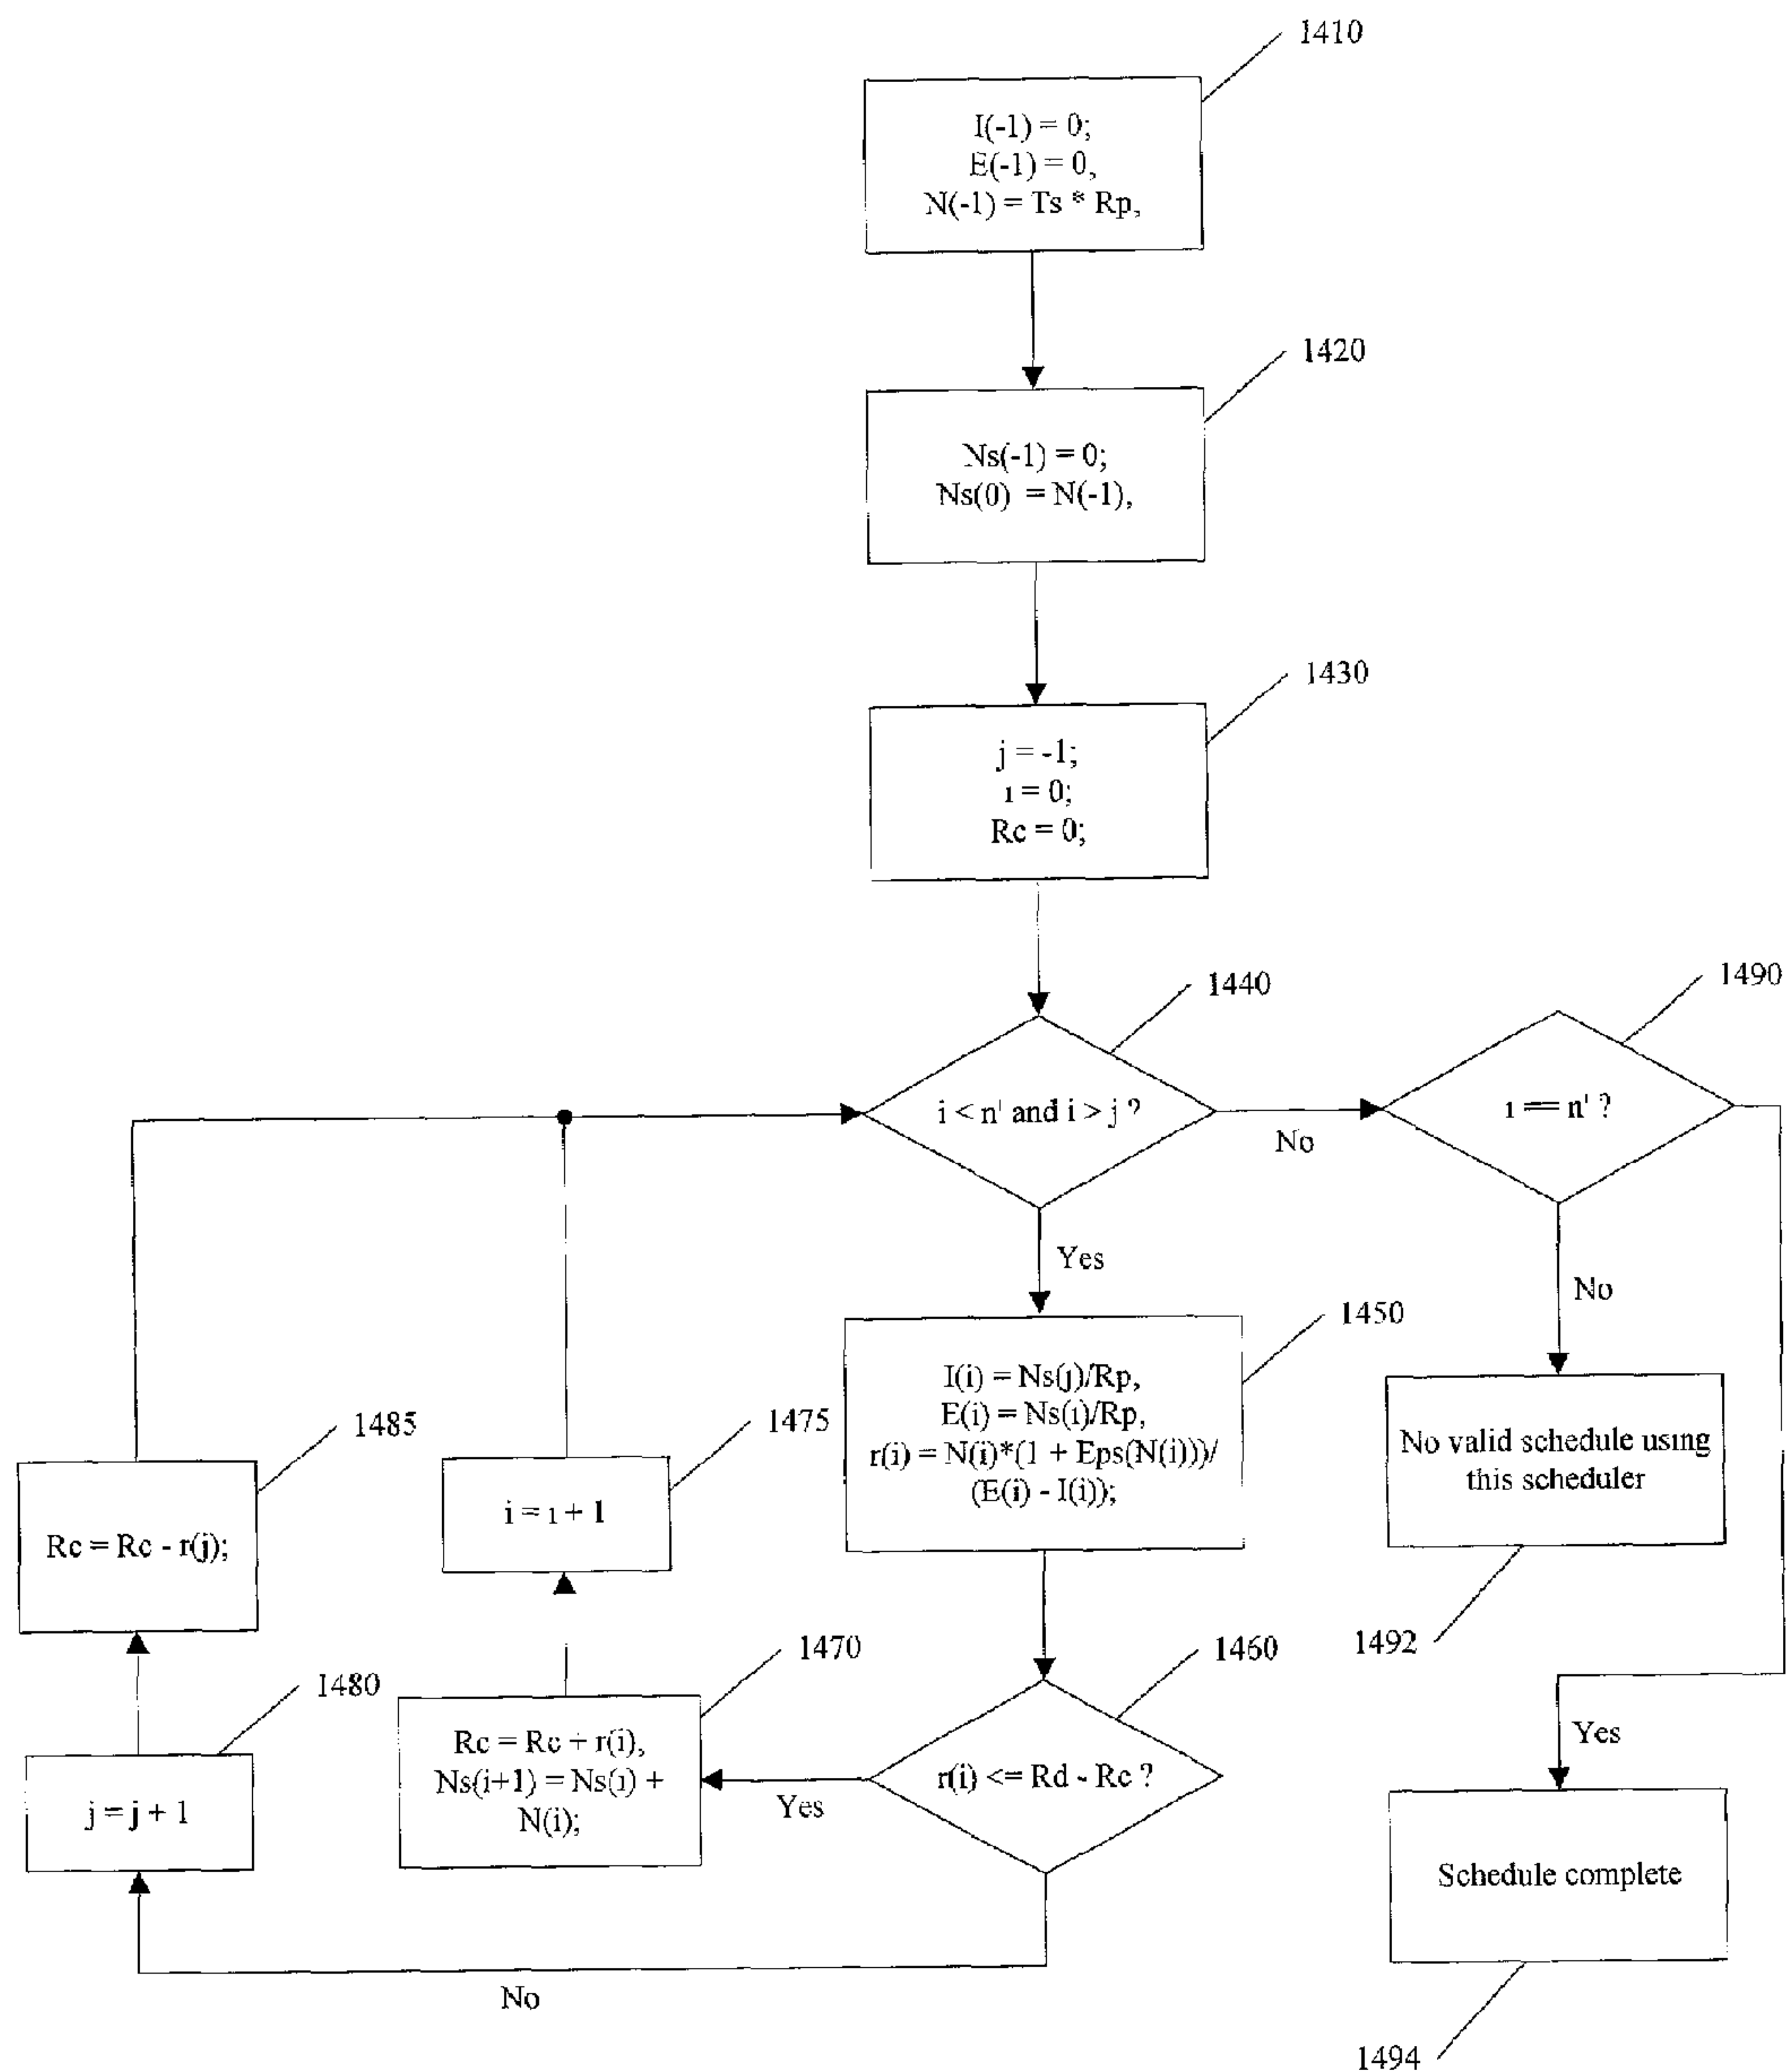 1410
I(-1) = 0;
E(-1) = 0,
N(-1) = Ts * Rp,
1420
Ns(-1) = 0;
Ns(0) = N(-1),
1430
j = -1;
i = 0;
Rc = 0;
1440
i < n' and i > j ?
No
Yes
1490
i == n' ?
No
Yes
1450
I(i) = Ns(j)/Rp,
E(i) = Ns(i)/Rp,
r(i) = N(i)*(1 + Eps(N(i)))/
(E(i) - I(i));
1492
No valid schedule using
this scheduler
1485
Rc = Rc - r(j);
1475
i = i + 1
1480
j = j + 1
1470
Rc = Rc + r(i),
Ns(i+1) = Ns(i) +
N(i);
1460
r(i) <= Rd - Rc ?
Yes
No
Schedule complete
1494